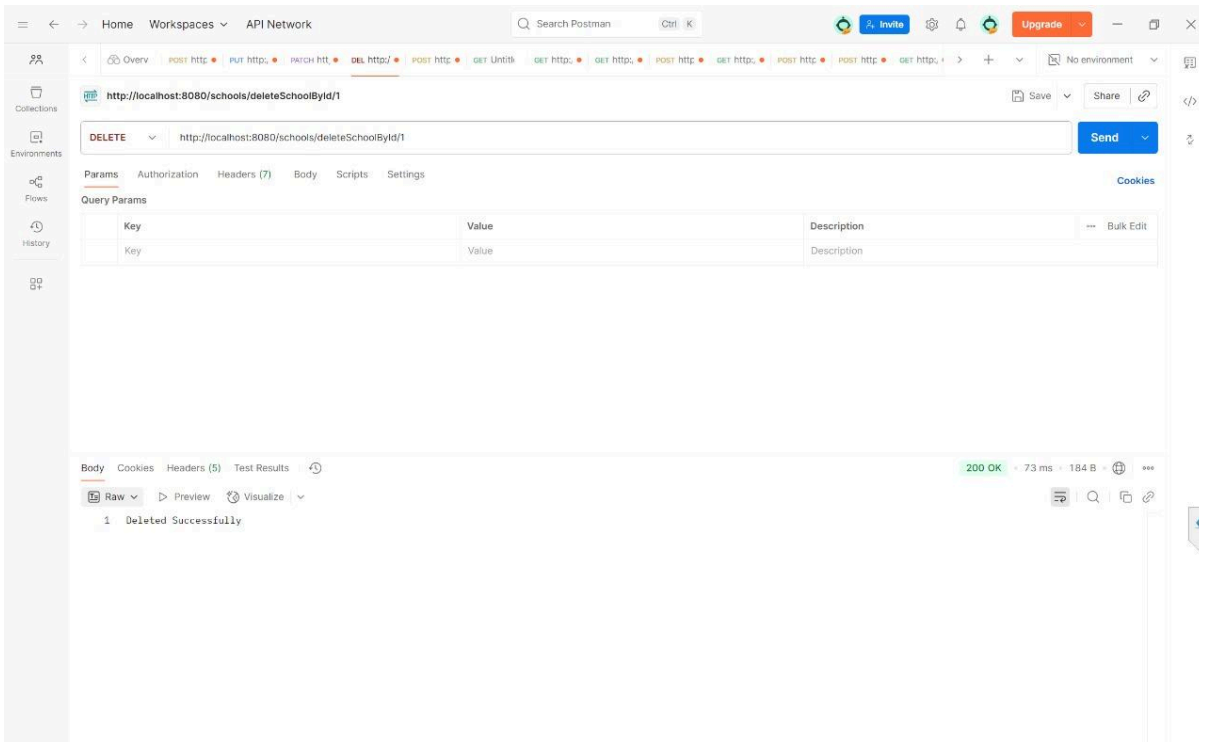 Home Workspaces API Network Search Postman Ctrl K Invite Upgrade
Overv POST http PUT http: PATCH htt DEL http:/ POST http GET Untitl GET http: GET http: POST http GET http: POST http POST http GET http: No environment
http://localhost:8080/schools/deleteSchoolById/1 Save Share
Collections
DELETE http://localhost:8080/schools/deleteSchoolById/1 Send
Environments
Params Authorization Headers (7) Body Scripts Settings Cookies
Flows
Query Params
Key Value Description Bulk Edit
History
Key Value Description
Body Cookies Headers (5) Test Results 200 OK 73 ms 184 B
Raw Preview Visualize
1 Deleted Successfully